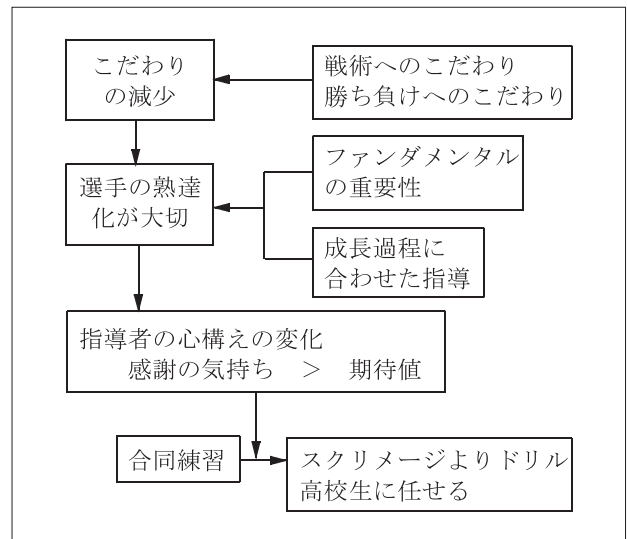 こだわり
の減少
戦術へのこだわり
勝ち負けへのこだわり
ファンダメンタル
の重要性
選手の熟達
化が大切
成長過程に
合わせた指導
指導者の心構えの変化
感謝の気持ち ＞ 期待値
合同練習
スクリメージよりドリル
高校生に任せる